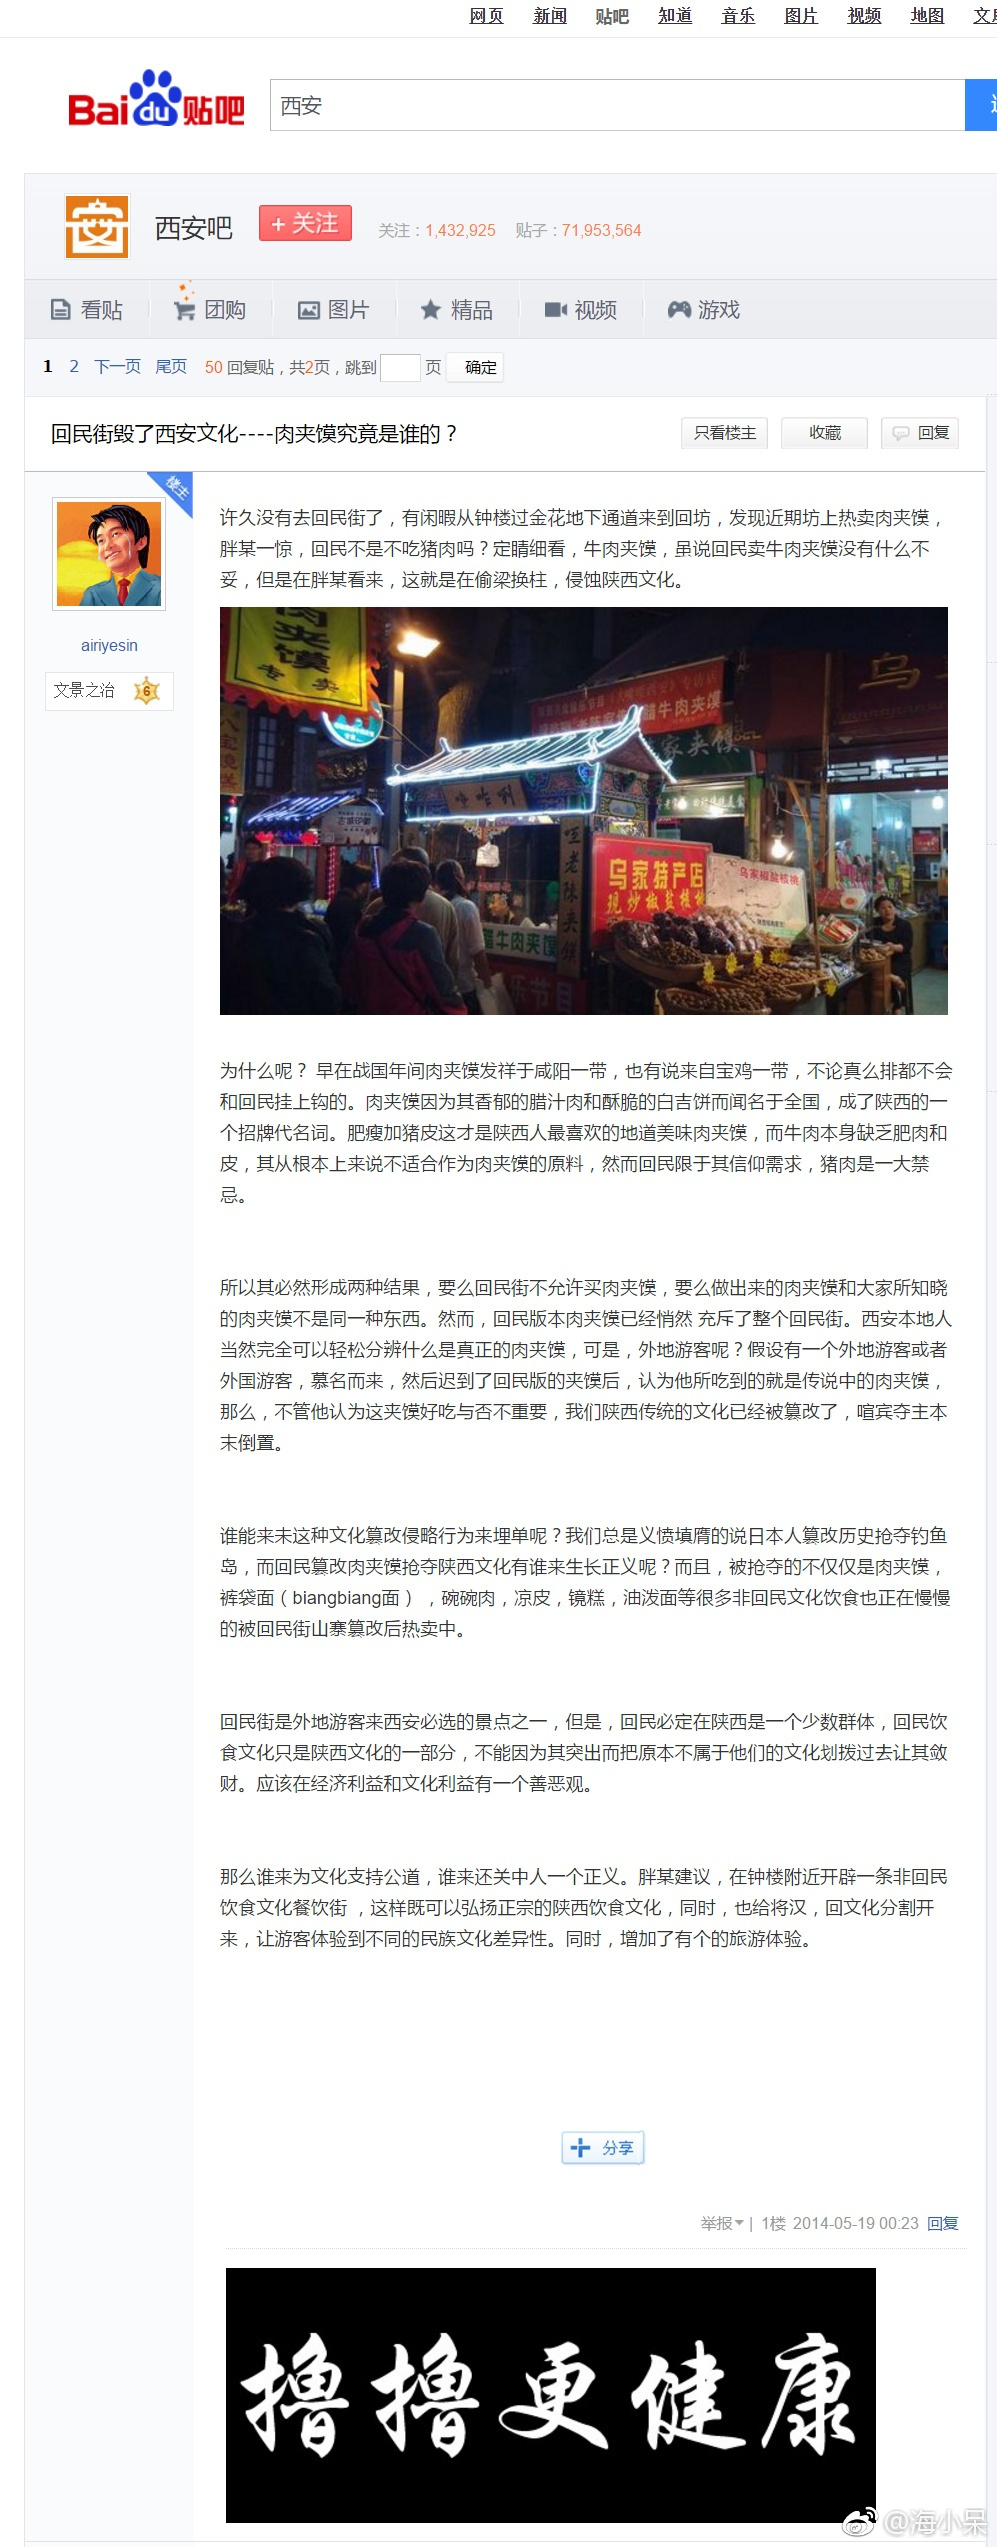 网页 新闻 贴吧 知道 音乐 图片 视频 地图
Bai du 贴吧
西安
西安吧 + 关注 关注：1,432,925 贴子：71,953,564
看贴 团购 图片 精品 视频 游戏
1 2 下一页 尾页 50 回复贴，共2页，跳到 页 确定
回民街毁了西安文化----肉夹馍究竟是谁的？ 只看楼主 收藏 回复
楼主
airiyesin
文景之治 6
许久没有去回民街了，有闲暇从钟楼过金花地下通道来到回坊，发现近期坊上热卖肉夹馍，
胖某一惊，回民不是不吃猪肉吗？定睛细看，牛肉夹馍，虽说回民卖牛肉夹馍没有什么不
妥，但是在胖某看来，这就是在偷梁换柱，侵蚀陕西文化。
肉夹馍
专卖
腊牛肉夹馍
家夹馍
乌
乌家特产店
现炒椒盐核桃
乌家椒盐核桃
腊牛肉夹馍
为什么呢？ 早在战国年间肉夹馍发祥于咸阳一带，也有说来自宝鸡一带，不论真么排都不会
和回民挂上钩的。肉夹馍因为其香郁的腊汁肉和酥脆的白吉饼而闻名于全国，成了陕西的一
个招牌代名词。肥瘦加猪皮这才是陕西人最喜欢的地道美味肉夹馍，而牛肉本身缺乏肥肉和
皮，其从根本上来说不适合作为肉夹馍的原料，然而回民限于其信仰需求，猪肉是一大禁
忌。
所以其必然形成两种结果，要么回民街不允许买肉夹馍，要么做出来的肉夹馍和大家所知晓
的肉夹馍不是同一种东西。然而，回民版本肉夹馍已经悄然 充斥了整个回民街。西安本地人
当然完全可以轻松分辨什么是真正的肉夹馍，可是，外地游客呢？假设有一个外地游客或者
外国游客，慕名而来，然后迟到了回民版的夹馍后，认为他所吃到的就是传说中的肉夹馍，
那么，不管他认为这夹馍好吃与否不重要，我们陕西传统的文化已经被篡改了，喧宾夺主本
末倒置。
谁能来未这种文化篡改侵略行为来埋单呢？我们总是义愤填膺的说日本人篡改历史抢夺钓鱼
岛，而回民篡改肉夹馍抢夺陕西文化有谁来生长正义呢？而且，被抢夺的不仅仅是肉夹馍，
裤袋面（biangbiang面），碗碗肉，凉皮，镜糕，油泼面等很多非回民文化饮食也正在慢慢
的被回民街山寨篡改后热卖中。
回民街是外地游客来西安必选的景点之一，但是，回民必定在陕西是一个少数群体，回民饮
食文化只是陕西文化的一部分，不能因为其突出而把原本不属于他们的文化划拨过去让其敛
财。应该在经济利益和文化利益有一个善恶观。
那么谁来为文化支持公道，谁来还关中人一个正义。胖某建议，在钟楼附近开辟一条非回民
饮食文化餐饮街 ，这样既可以弘扬正宗的陕西饮食文化，同时，也给将汉，回文化分割开
来，让游客体验到不同的民族文化差异性。同时，增加了有个的旅游体验。
分享
举报 | 1楼 2014-05-19 00:23 回复
撸撸更健康
@海小呆